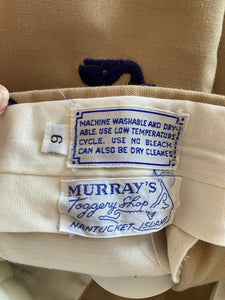 MACHINE WASHABLE AND DRY-
ABLE. USE LOW TEMPERATURE
CYCLE. USE NO BLEACH.
CAN ALSO BE DRY CLEANED
6
MURRAY'S
Toggery Shop
NANTUCKET ISLAND